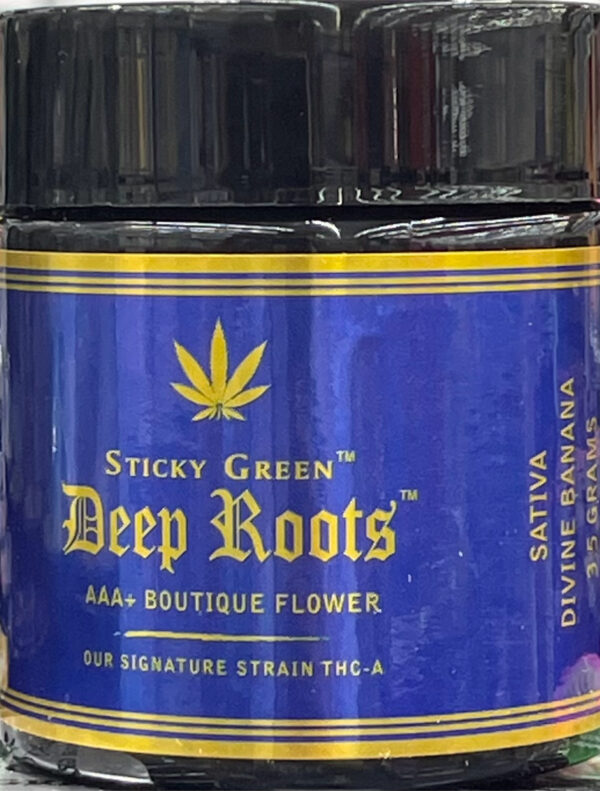 STICKY GREEN™
Deep Roots™
AAA+ BOUTIQUE FLOWER
OUR SIGNATURE STRAIN THC-A
SATIVA
DIVINE BANANA
3.5 GRAMS